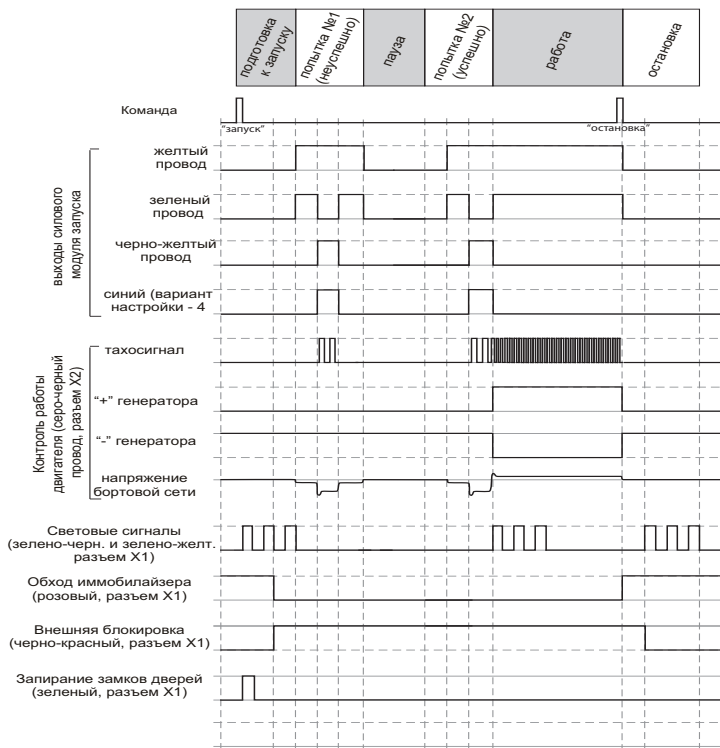 подготовка
к запуску
попытка №1
(неуспешно)
пауза
попытка №2
(успешно)
работа
остановка
Команда
"запуск"
"остановка"
выходы силового
модуля запуска
желтый
провод
зеленый
провод
черно-желтый
провод
синий (вариант
настройки - 4
Контроль работы
двигателя (серо-черный
провод, разъем X2)
тахосигнал
"+" генератора
"-" генератора
напряжение
бортовой сети
Световые сигналы
(зелено-черн. и зелено-желт.
разъем X1)
Обход иммобилайзера
(розовый, разъем X1)
Внешняя блокировка
(черно-красный, разъем X1)
Запирание замков дверей
(зеленый, разъем X1)